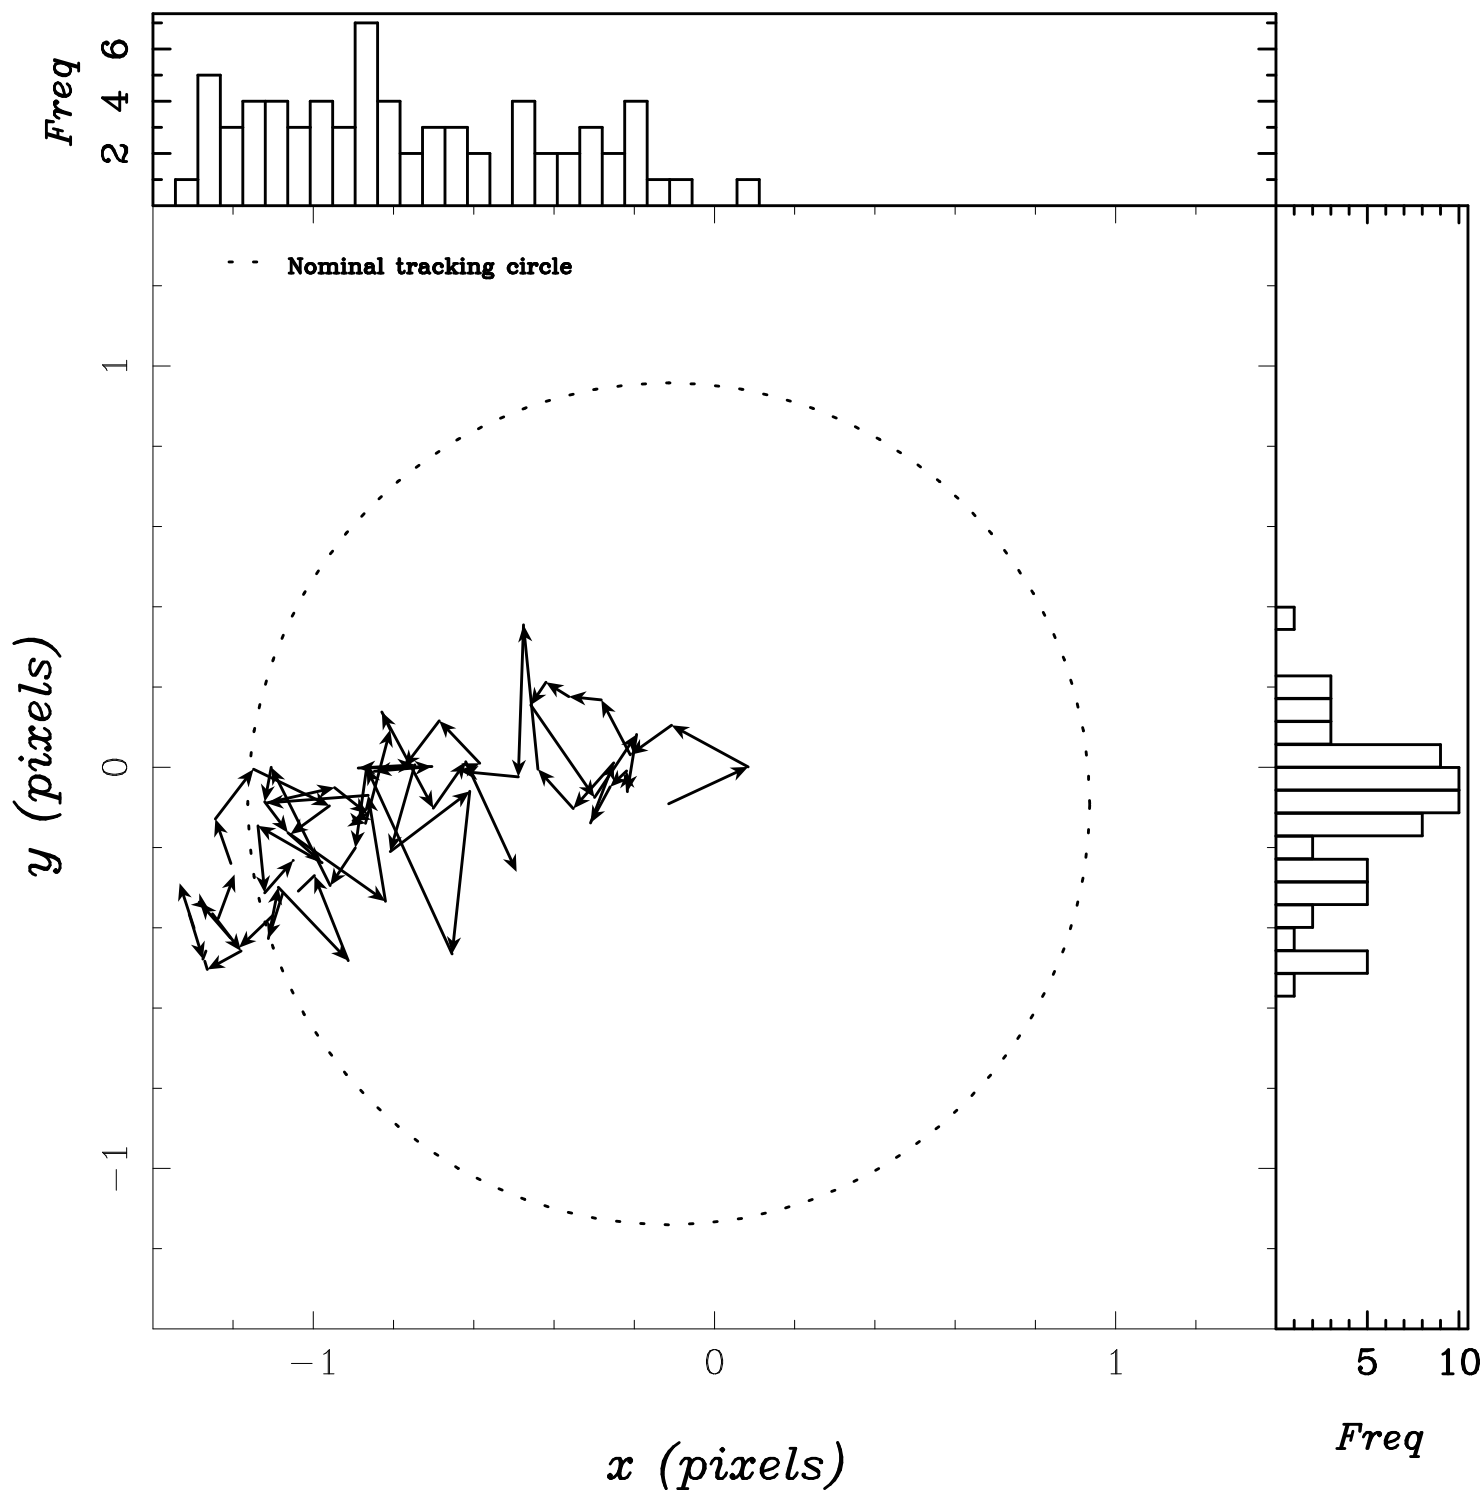 Freq
6
4
2
Nominal tracking circle
y (pixels)
1
0
−1
−1 0 1
5 10
x (pixels)
Freq